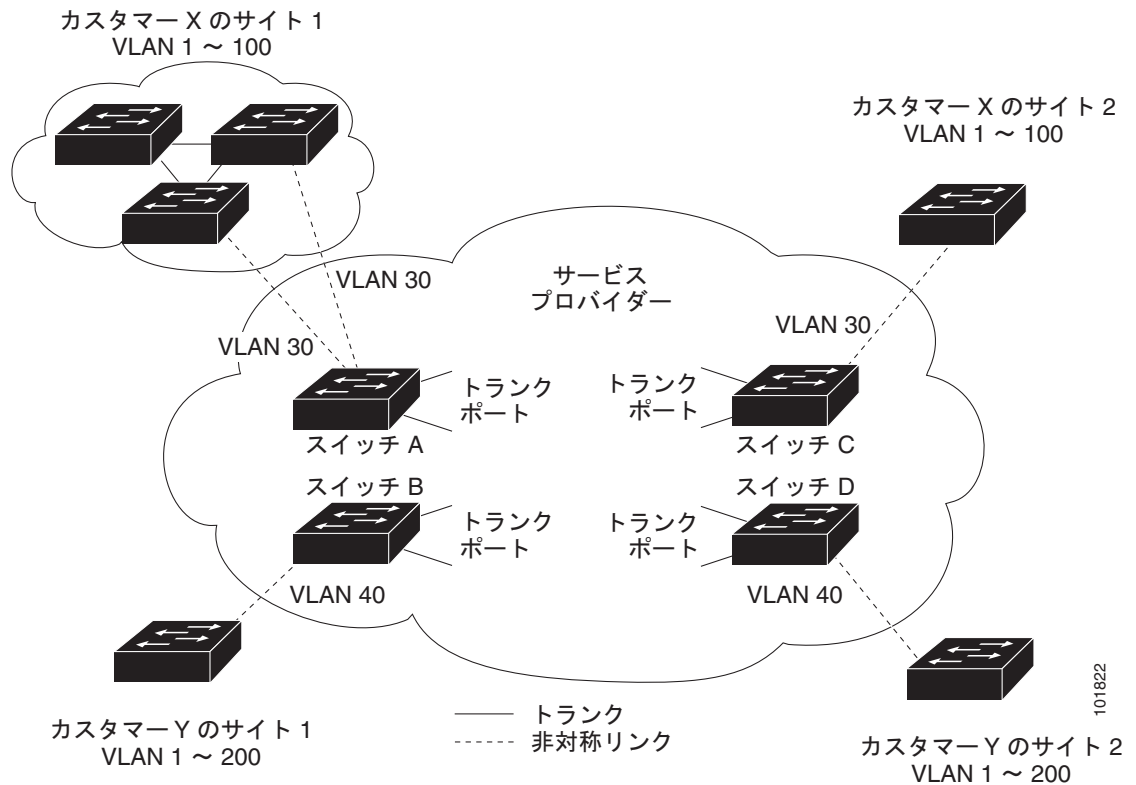 カスタマー X のサイト 1
VLAN 1 ~ 100
カスタマー X のサイト 2
VLAN 1 ~ 100
VLAN 30
サービス
プロバイダー
VLAN 30
VLAN 30
トランク
ポート
トランク
ポート
スイッチ A
スイッチ C
スイッチ B
スイッチ D
トランク
ポート
トランク
ポート
VLAN 40
VLAN 40
カスタマー Y のサイト 1
VLAN 1 ~ 200
トランク
非対称リンク
カスタマー Y のサイト 2
VLAN 1 ~ 200
101822